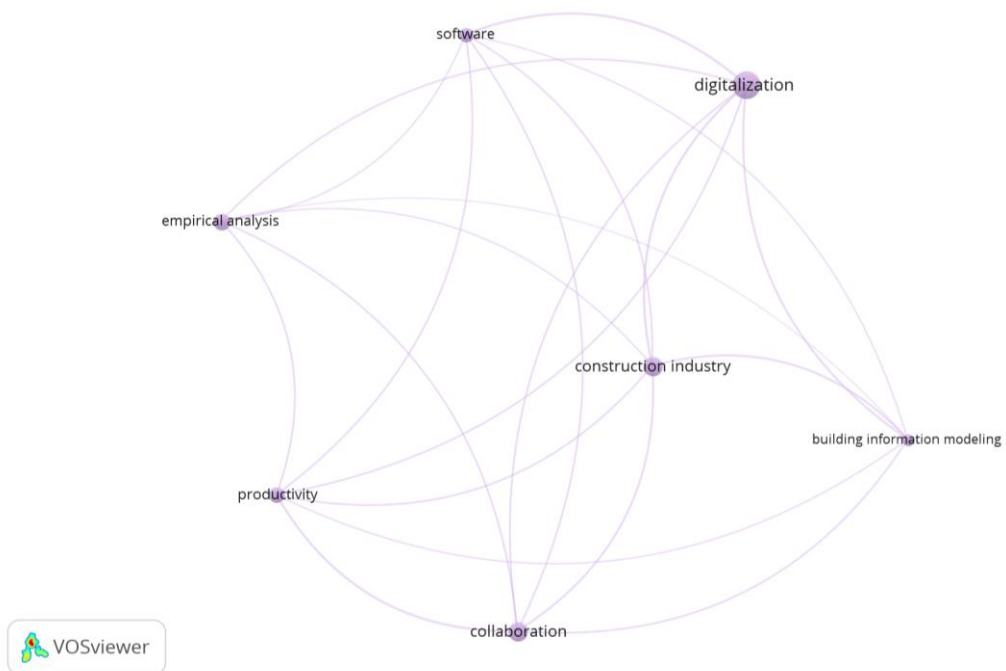 software
digitalization
empirical analysis
construction industry
building information modeling
productivity
collaboration
VOSviewer